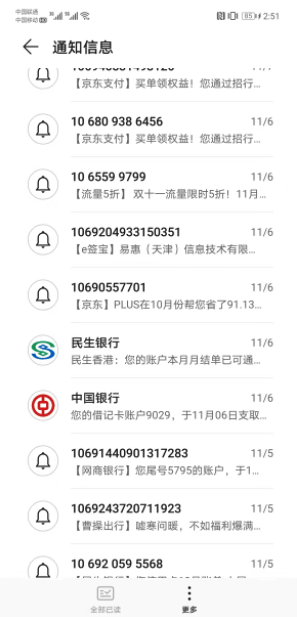 中国联通
中国移动 HD
85 2:51
通知信息
【京东支付】买单领权益！您通过招行...
10 680 938 6456 11/6
【京东支付】买单领权益！您通过招行...
10 6559 9799 11/6
【流量5折】双十一流量限时5折！11月...
1069204933150351 11/6
【e签宝】易惠（天津）信息技术有限...
10690557701 11/6
【京东】PLUS在10月份帮您省了91.13...
民生银行 11/6
民生香港：您的账户本月月结单已可通...
中国银行 11/6
您的借记卡账户9029，于11月06日支取...
10691440901317283 11/5
【网商银行】您尾号5795的账户，于1...
1069243720711923 11/5
【曹操出行】嘘寒问暖，不如福利爆满...
10 692 059 5568 11/5
全部已读
更多